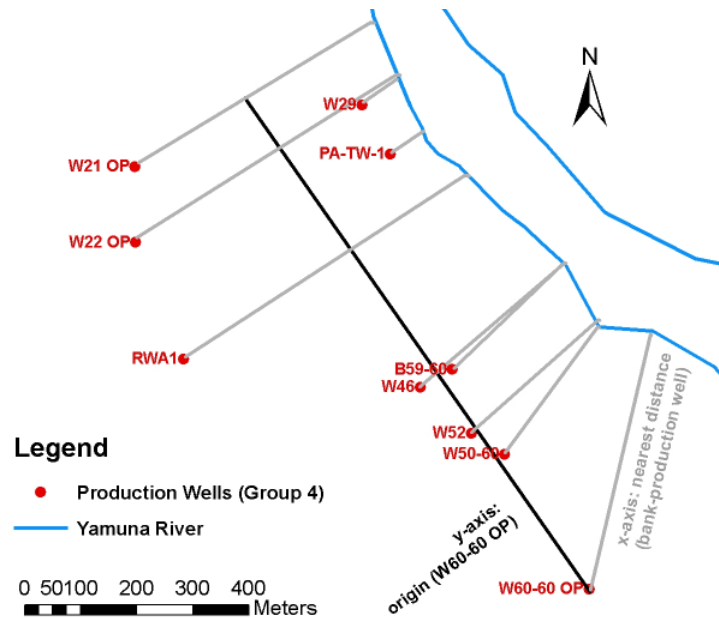 N
W29
PA-TW-1
W21 OP
W22 OP
RWA1
B59-60
W46
W52
W50-60
x-axis: nearest distance
(bank-production well)
y-axis:
origin (W60-60 OP)
W60-60 OP
Legend
Production Wells (Group 4)
Yamuna River
0 50100 200 300 400
Meters